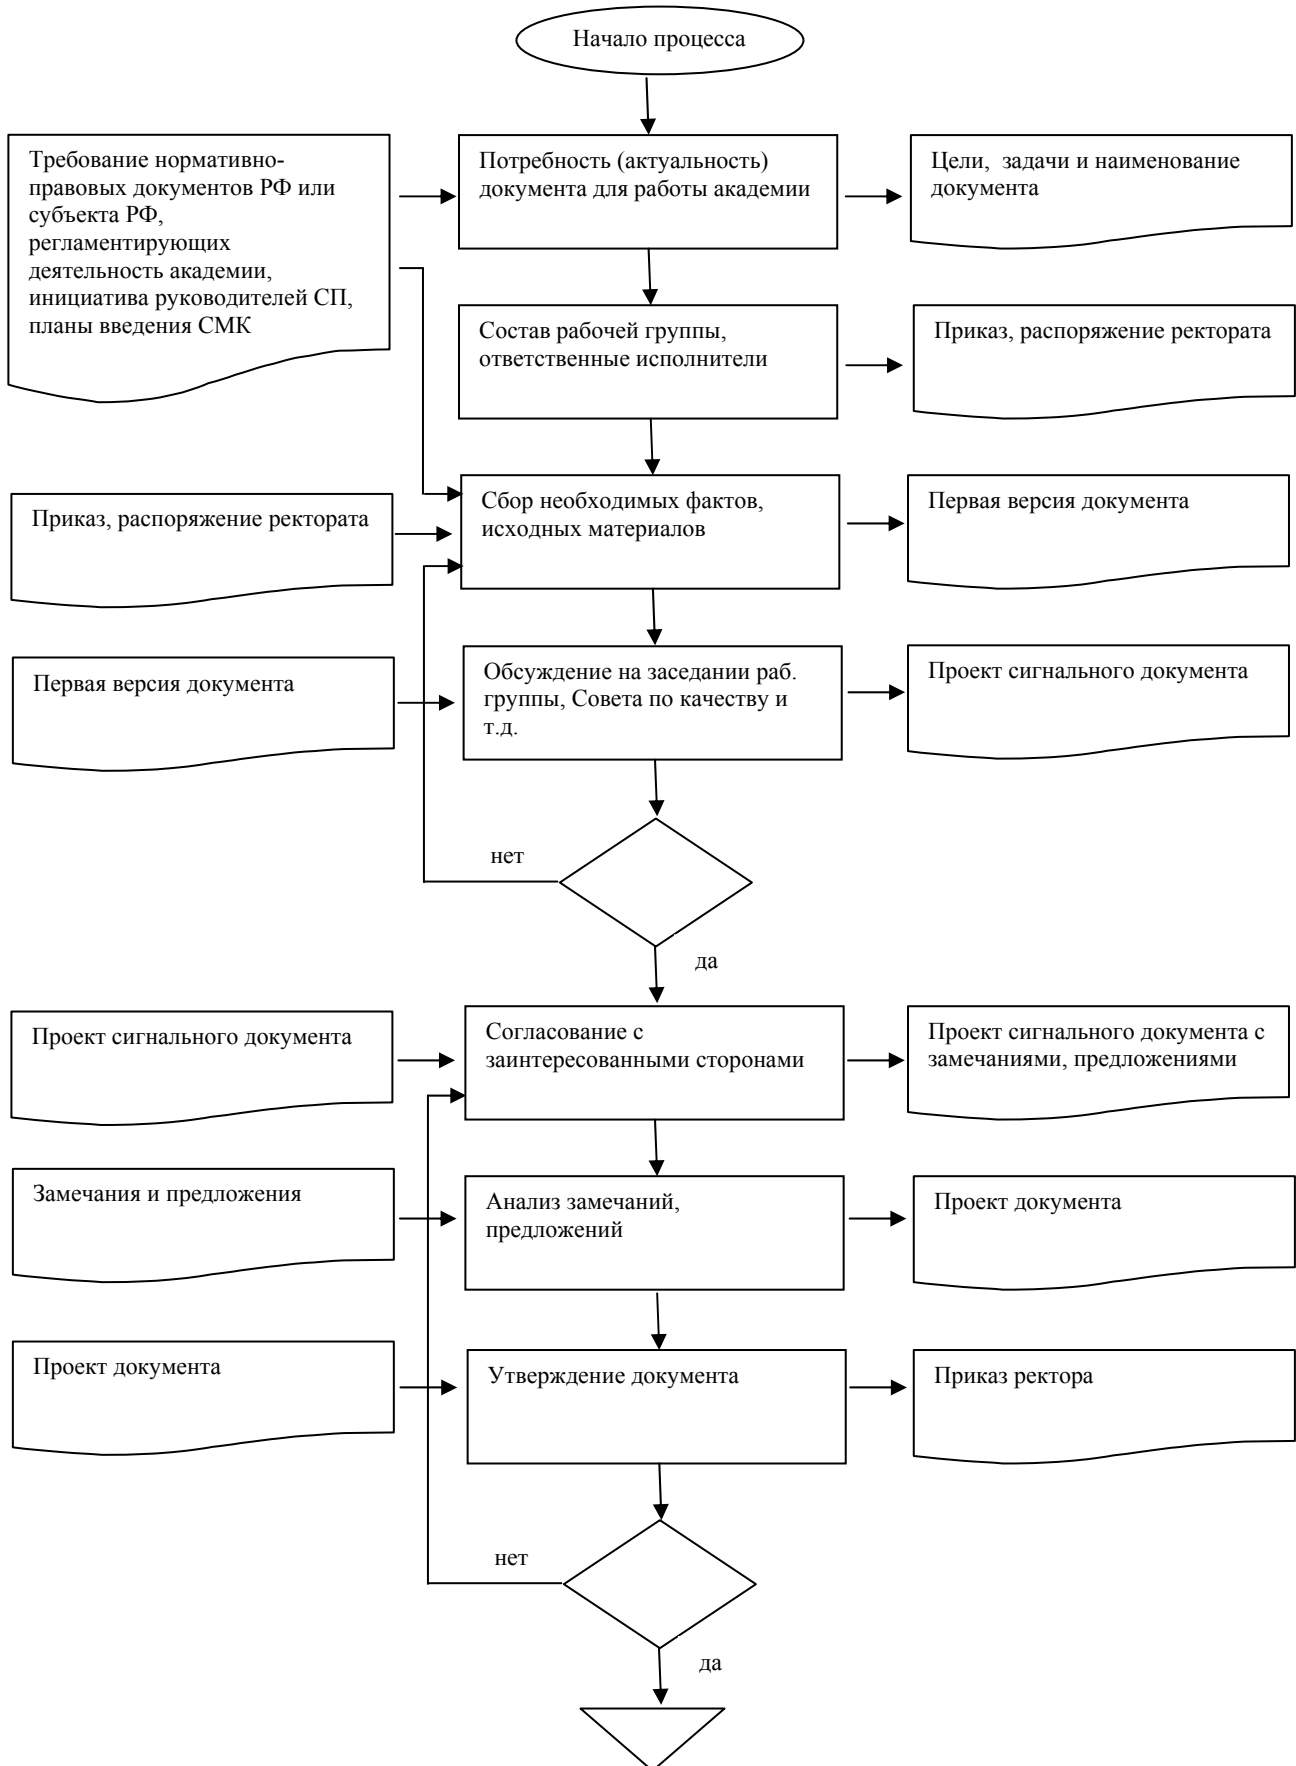 Начало процесса
Требование нормативно-
правовых документов РФ или
субъекта РФ,
регламентирующих
деятельность академии,
инициатива руководителей СП,
планы введения СМК
Потребность (актуальность)
документа для работы академии
Цели, задачи и наименование
документа
Состав рабочей группы,
ответственные исполнители
Приказ, распоряжение ректората
Приказ, распоряжение ректората
Сбор необходимых фактов,
исходных материалов
Первая версия документа
Первая версия документа
Обсуждение на заседании раб.
группы, Совета по качеству и
т.д.
Проект сигнального документа
нет
да
Проект сигнального документа
Согласование с
заинтересованными сторонами
Проект сигнального документа с
замечаниями, предложениями
Замечания и предложения
Анализ замечаний,
предложений
Проект документа
Проект документа
Утверждение документа
Приказ ректора
нет
да